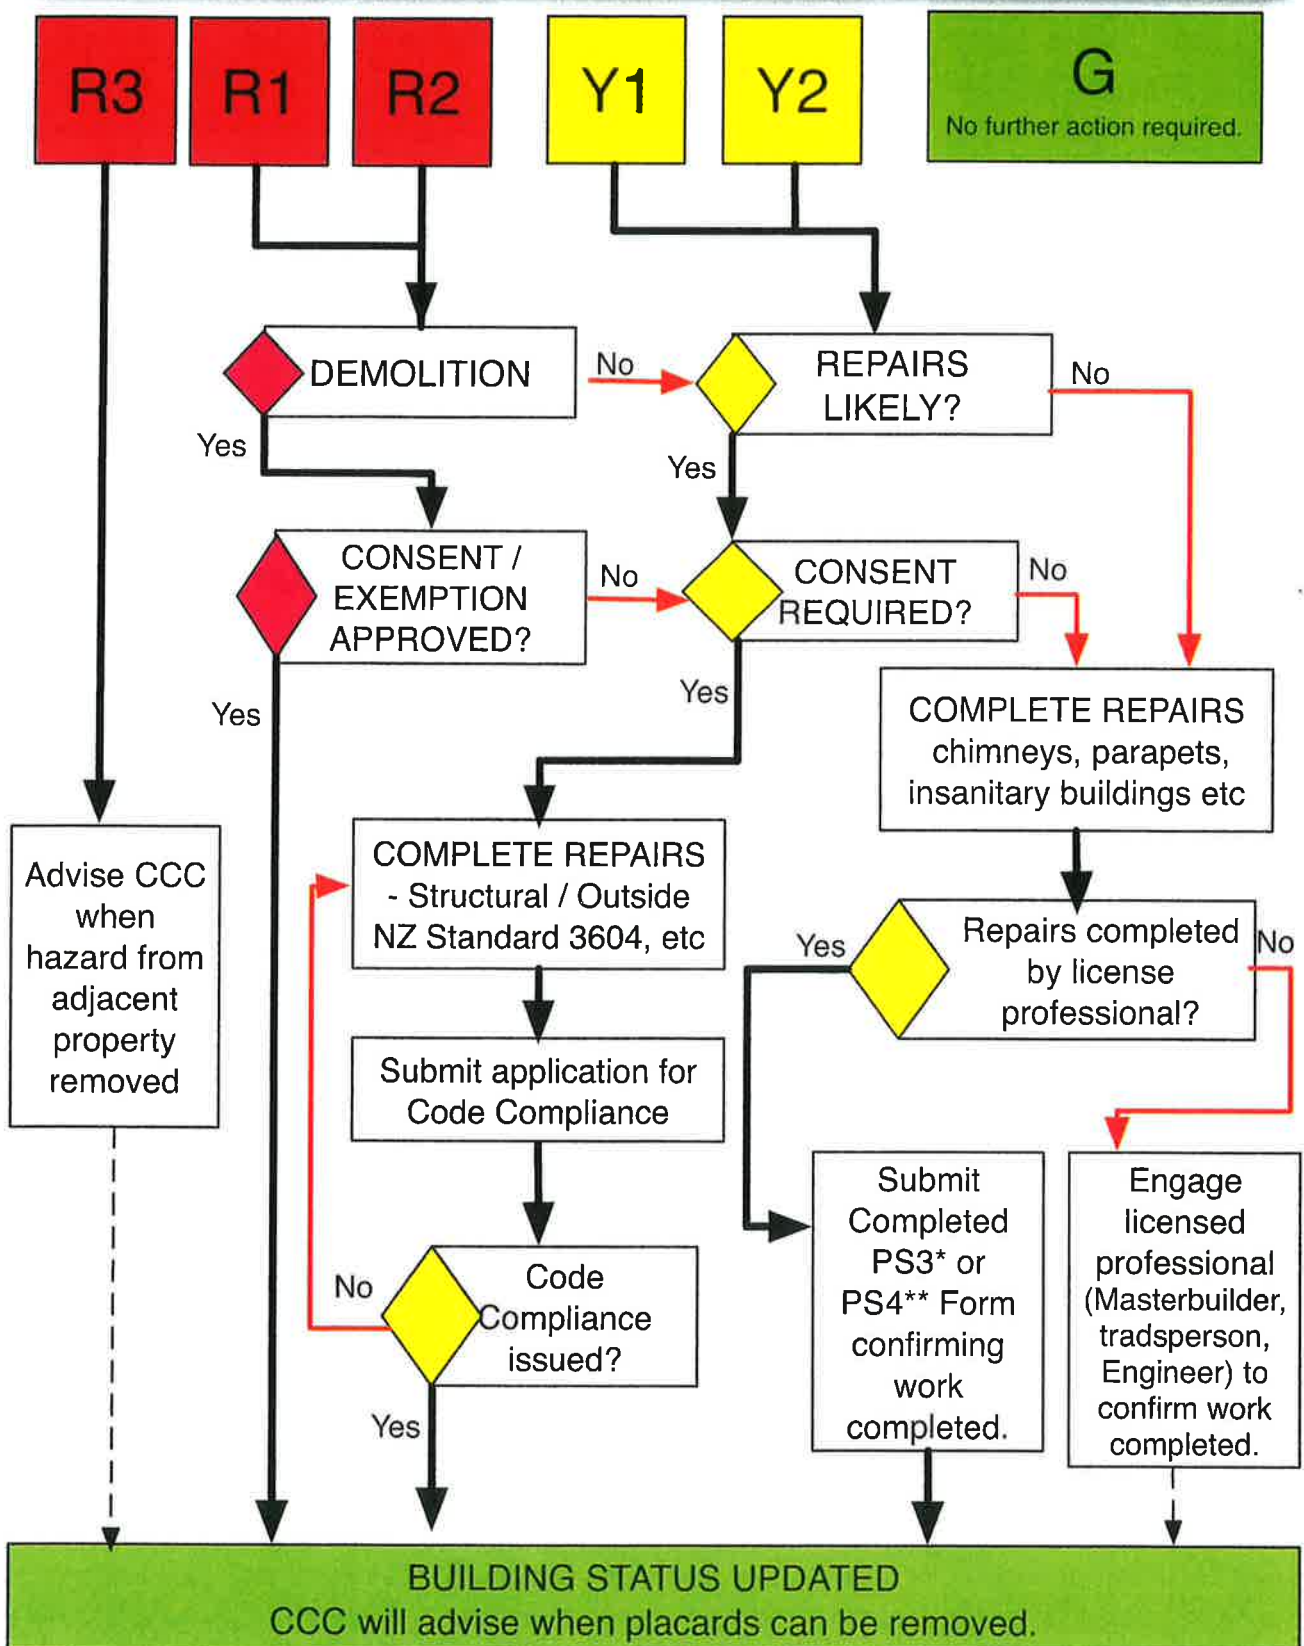 R3
R1
R2
Y1
Y2
G
No further action required.
DEMOLITION
No
REPAIRS
LIKELY?
No
Yes
Yes
CONSENT /
EXEMPTION
APPROVED?
No
CONSENT
REQUIRED?
No
Yes
Yes
COMPLETE REPAIRS
chimneys, parapets,
insanitary buildings etc
Advise CCC
when
hazard from
adjacent
property
removed
COMPLETE REPAIRS
- Structural / Outside
NZ Standard 3604, etc
Yes
Repairs completed
by license
professional?
No
Submit application for
Code Compliance
Submit
Completed
PS3* or
PS4** Form
confirming
work
completed.
Engage
licensed
professional
(Masterbuilder,
tradsperson,
Engineer) to
confirm work
completed.
No
Code
Compliance
issued?
Yes
BUILDING STATUS UPDATED
CCC will advise when placards can be removed.